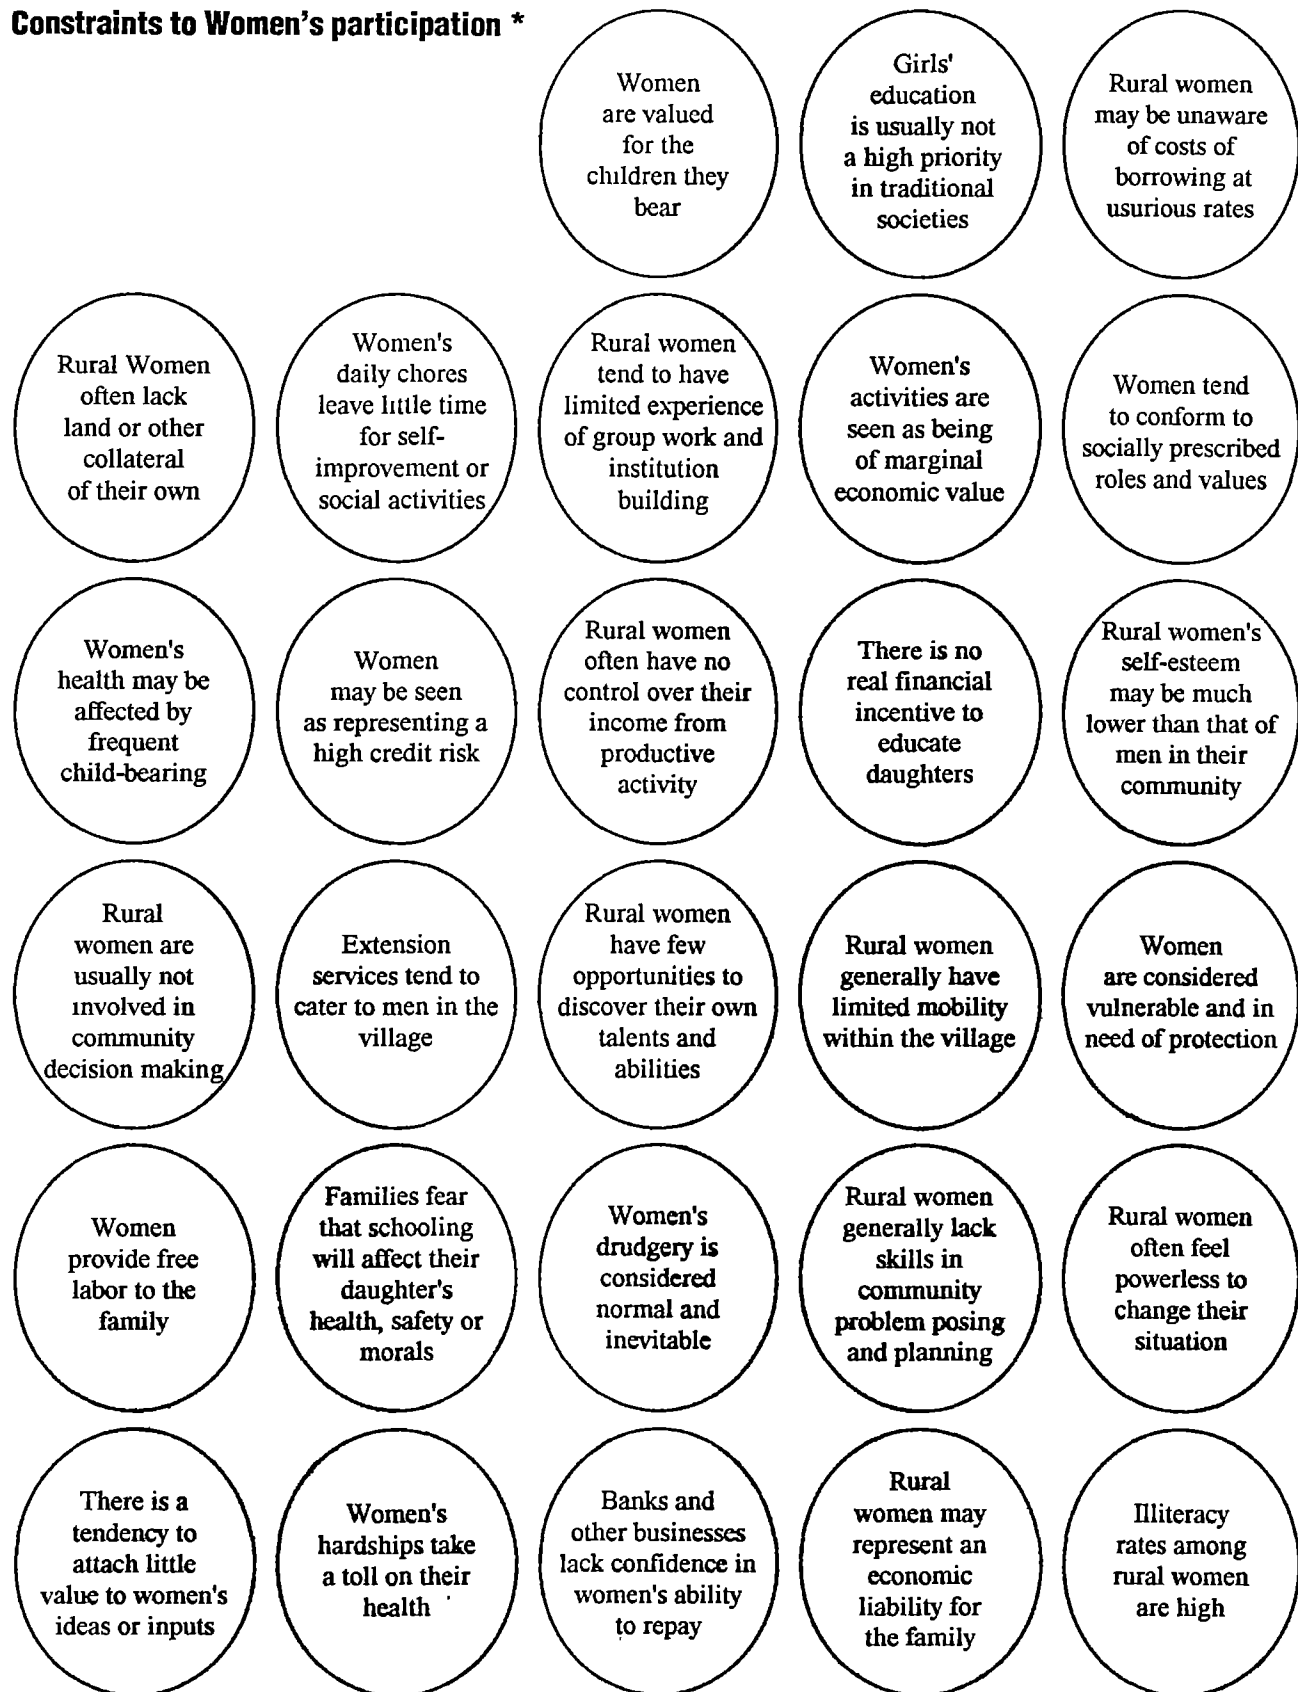 Constraints to Women's participation *
Women
are valued
for the
children they
bear
Girls'
education
is usually not
a high priority
in traditional
societies
Rural women
may be unaware
of costs of
borrowing at
usurious rates
Rural Women
often lack
land or other
collateral
of their own
Women's
daily chores
leave little time
for self-
improvement or
social activities
Rural women
tend to have
limited experience
of group work and
institution
building
Women's
activities are
seen as being
of marginal
economic value
Women tend
to conform to
socially prescribed
roles and values
Women's
health may be
affected by
frequent
child-bearing
Women
may be seen
as representing a
high credit risk
Rural women
often have no
control over their
income from
productive
activity
There is no
real financial
incentive to
educate
daughters
Rural women's
self-esteem
may be much
lower than that of
men in their
community
Rural
women are
usually not
involved in
community
decision making
Extension
services tend to
cater to men in the
village
Rural women
have few
opportunities to
discover their own
talents and
abilities
Rural women
generally have
limited mobility
within the village
Women
are considered
vulnerable and in
need of protection
Women
provide free
labor to the
family
Families fear
that schooling
will affect their
daughter's
health, safety or
morals
Women's
drudgery is
considered
normal and
inevitable
Rural women
generally lack
skills in
community
problem posing
and planning
Rural women
often feel
powerless to
change their
situation
There is a
tendency to
attach little
value to women's
ideas or inputs
Women's
hardships take
a toll on their
health
Banks and
other businesses
lack confidence in
women's ability
to repay
Rural
women may
represent an
economic
liability for
the family
Illiteracy
rates among
rural women
are high